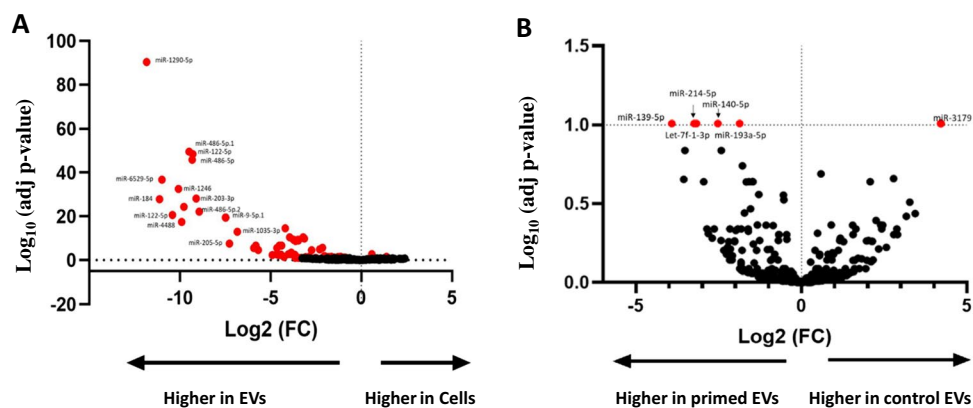 A
100
80
60
40
20
0
-20
Log10 (adj p-value)
miR-1290-5p
miR-486-5p.1
miR-122-5p
miR-486-5p
miR-6529-5p
miR-1246
miR-184
miR-203-3p
miR-122-5p
miR-486-5p.2
miR-4488
miR-9-5p.1
miR-1035-3p
miR-205-5p
-10
-5
0
5
Log2 (FC)
Higher in EVs
Higher in Cells
B
1.5
1.0
0.5
0.0
Log10 (adj p-value)
miR-214-5p
miR-140-5p
miR-139-5p
miR-3179
Let-7f-1-3p
miR-193a-5p
-5
0
5
Log2 (FC)
Higher in primed EVs
Higher in control EVs